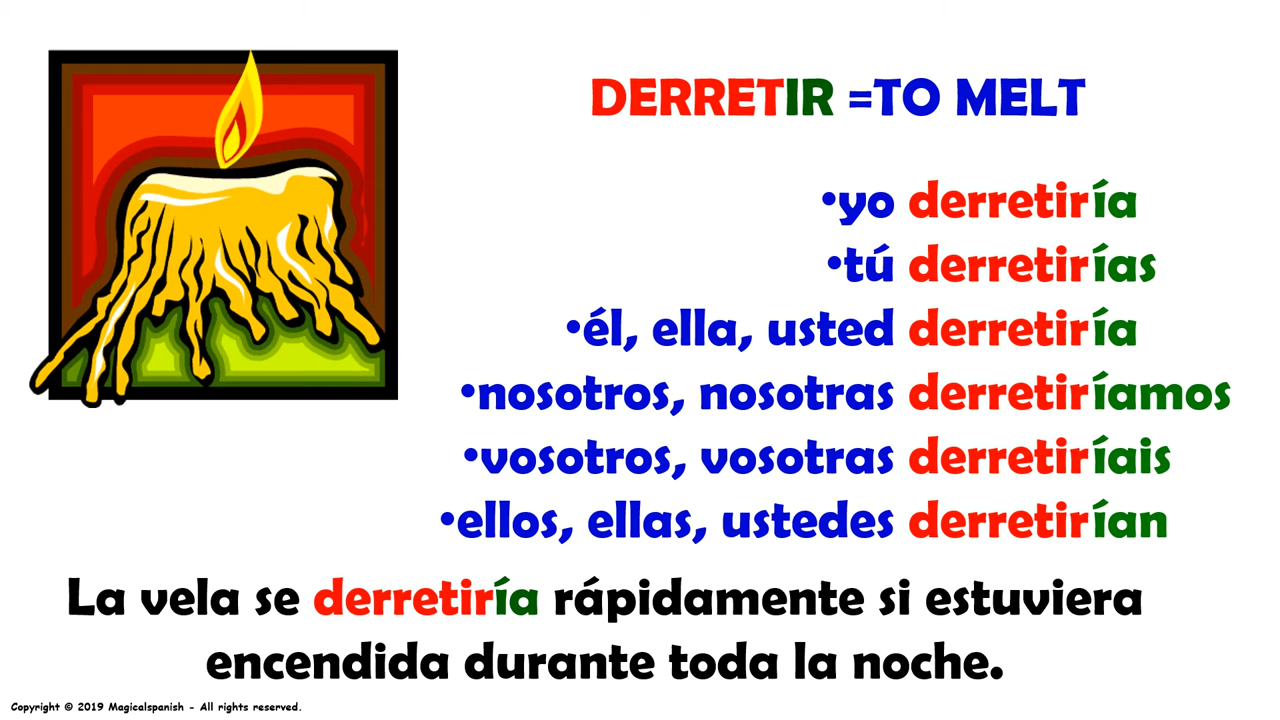 DERRETIR =TO MELT
•yo derretiría
•tú derretirías
•él, ella, usted derretiría
•nosotros, nosotras derretiríamos
•vosotros, vosotras derretiríais
•ellos, ellas, ustedes derretirían
La vela se derretiría rápidamente si estuviera
encendida durante toda la noche.
Copyright © 2019 Magicalspanish - All rights reserved.